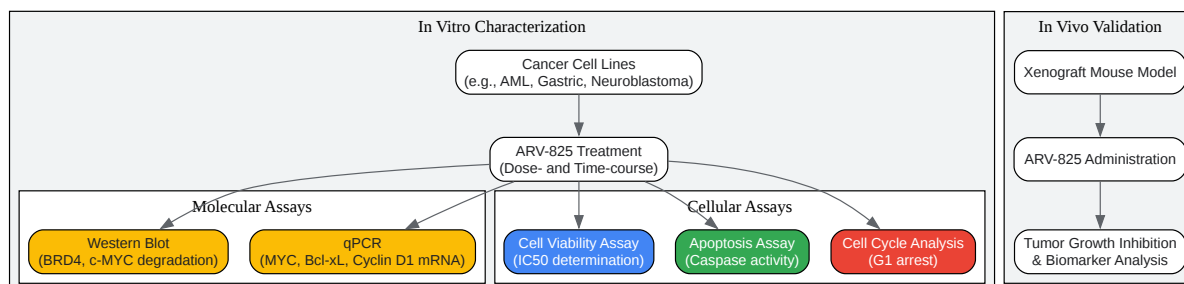 In Vitro Characterization
Cancer Cell Lines
(e.g., AML, Gastric, Neuroblastoma)
ARV-825 Treatment
(Dose- and Time-course)
Molecular Assays
Western Blot
(BRD4, c-MYC degradation)
qPCR
(MYC, Bcl-xL, Cyclin D1 mRNA)
Cellular Assays
Cell Viability Assay
(IC50 determination)
Apoptosis Assay
(Caspase activity)
Cell Cycle Analysis
(G1 arrest)
In Vivo Validation
Xenograft Mouse Model
ARV-825 Administration
Tumor Growth Inhibition
& Biomarker Analysis